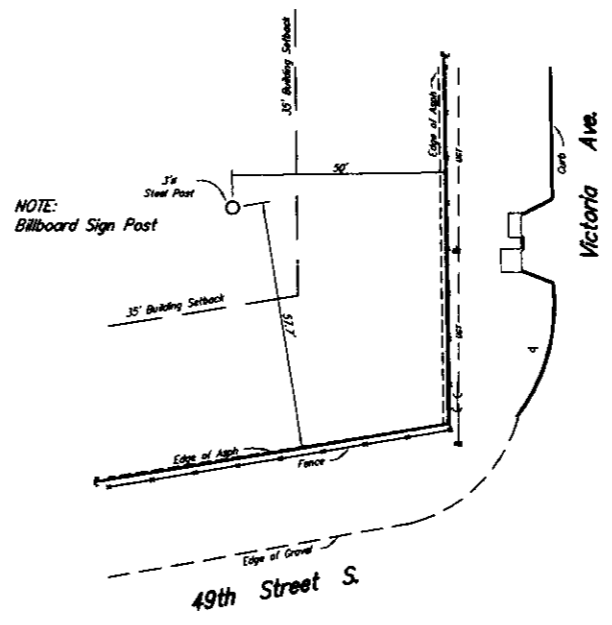 35' Building Setback
Edge of Asph
UGT
50'
3'ø
Steel Post
NOTE:
Billboard Sign Post
Curb
Victoria Ave.
35' Building Setback
57.7'
UGT
Edge of Asph
Fence
Edge of Gravel
49th Street S.